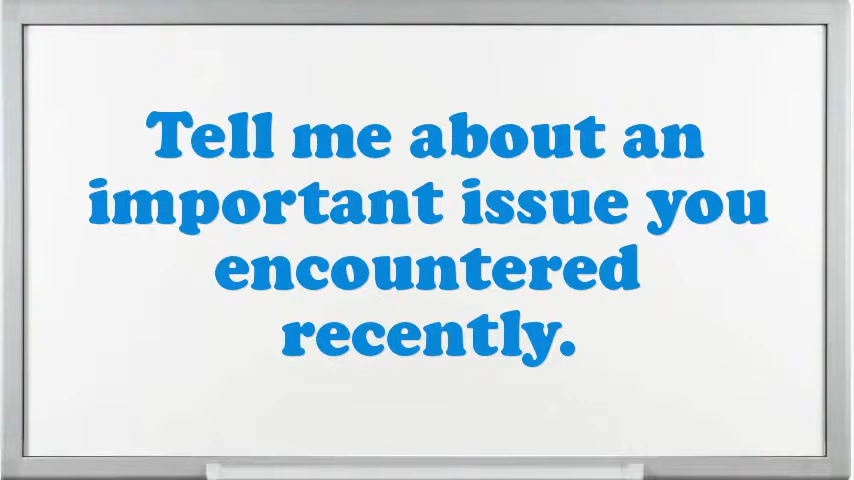 Tell me about an
important issue you
encountered
recently.